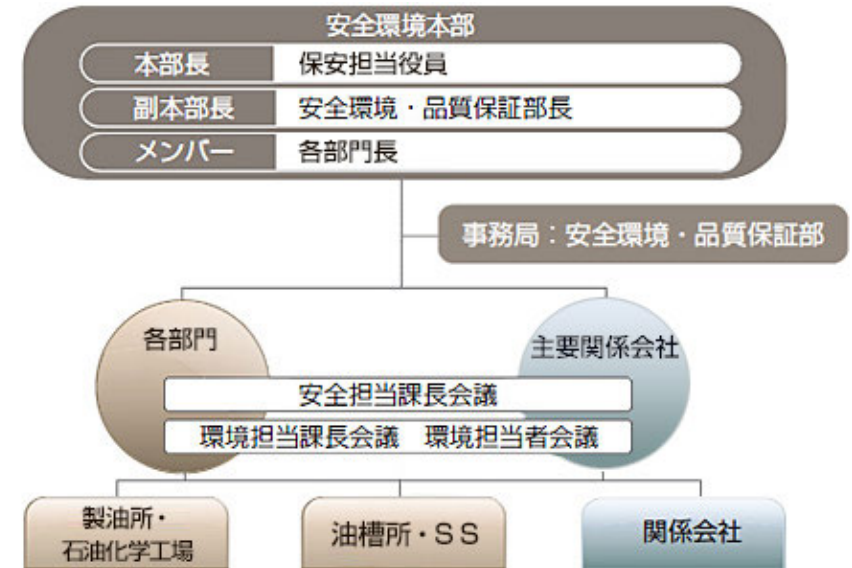 安全環境本部
本部長 保安担当役員
副本部長 安全環境・品質保証部長
メンバー 各部門長
事務局：安全環境・品質保証部
各部門
主要関係会社
安全担当課長会議
環境担当課長会議 環境担当者会議
製油所・
石油化学工場
油槽所・ＳＳ
関係会社